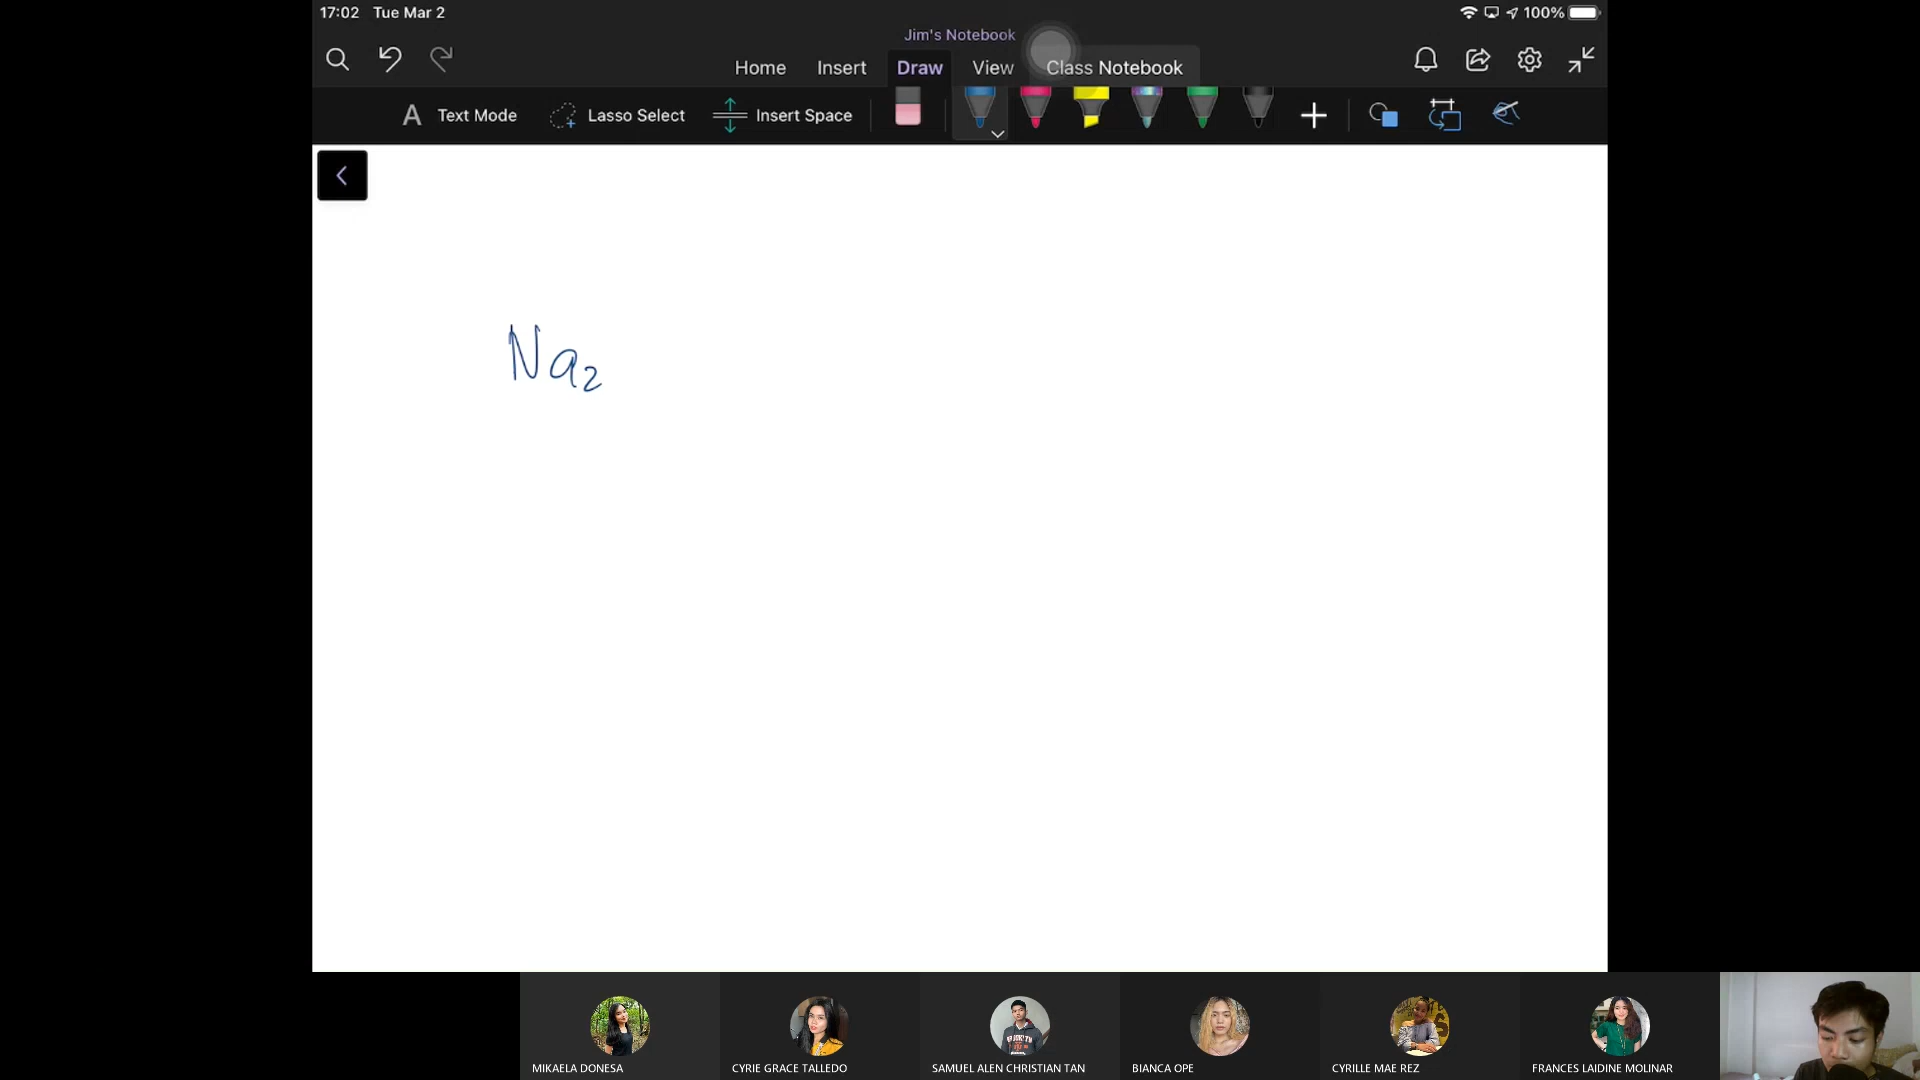 17:02 Tue Mar 2
100%
Jim's Notebook
Home Insert Draw View Class Notebook
A Text Mode Lasso Select Insert Space
Na₂
MIKAELA DONESA CYRIE GRACE TALLEDO SAMUEL ALEN CHRISTIAN TAN BIANCA OPE CYRILLE MAE REZ FRANCES LAIDINE MOLINAR